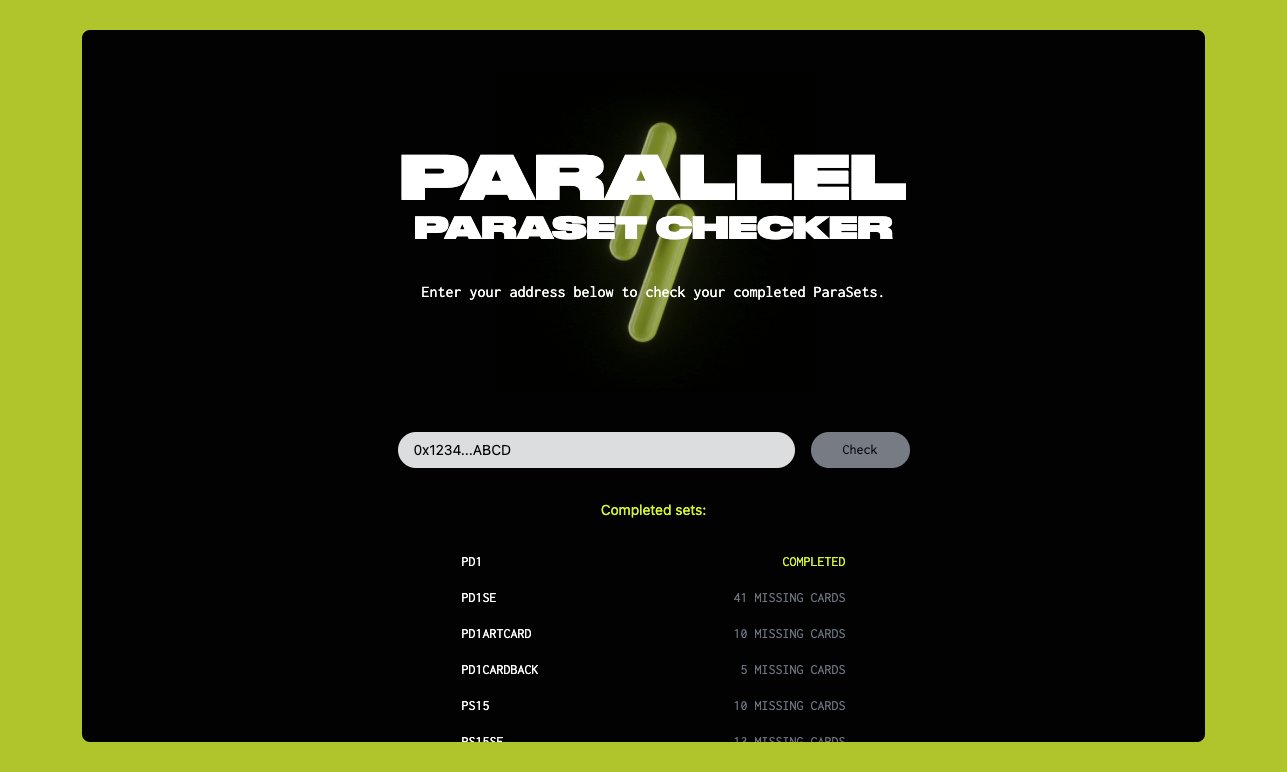 PARALLEL
PARASET CHECKER
Enter your address below to check your completed ParaSets.
0x1234...ABCD Check
Completed sets:
PD1 COMPLETED
PD1SE 41 MISSING CARDS
PD1ARTCARD 10 MISSING CARDS
PD1CARDBACK 5 MISSING CARDS
PS15 10 MISSING CARDS
PS15SE 13 MISSING CARDS